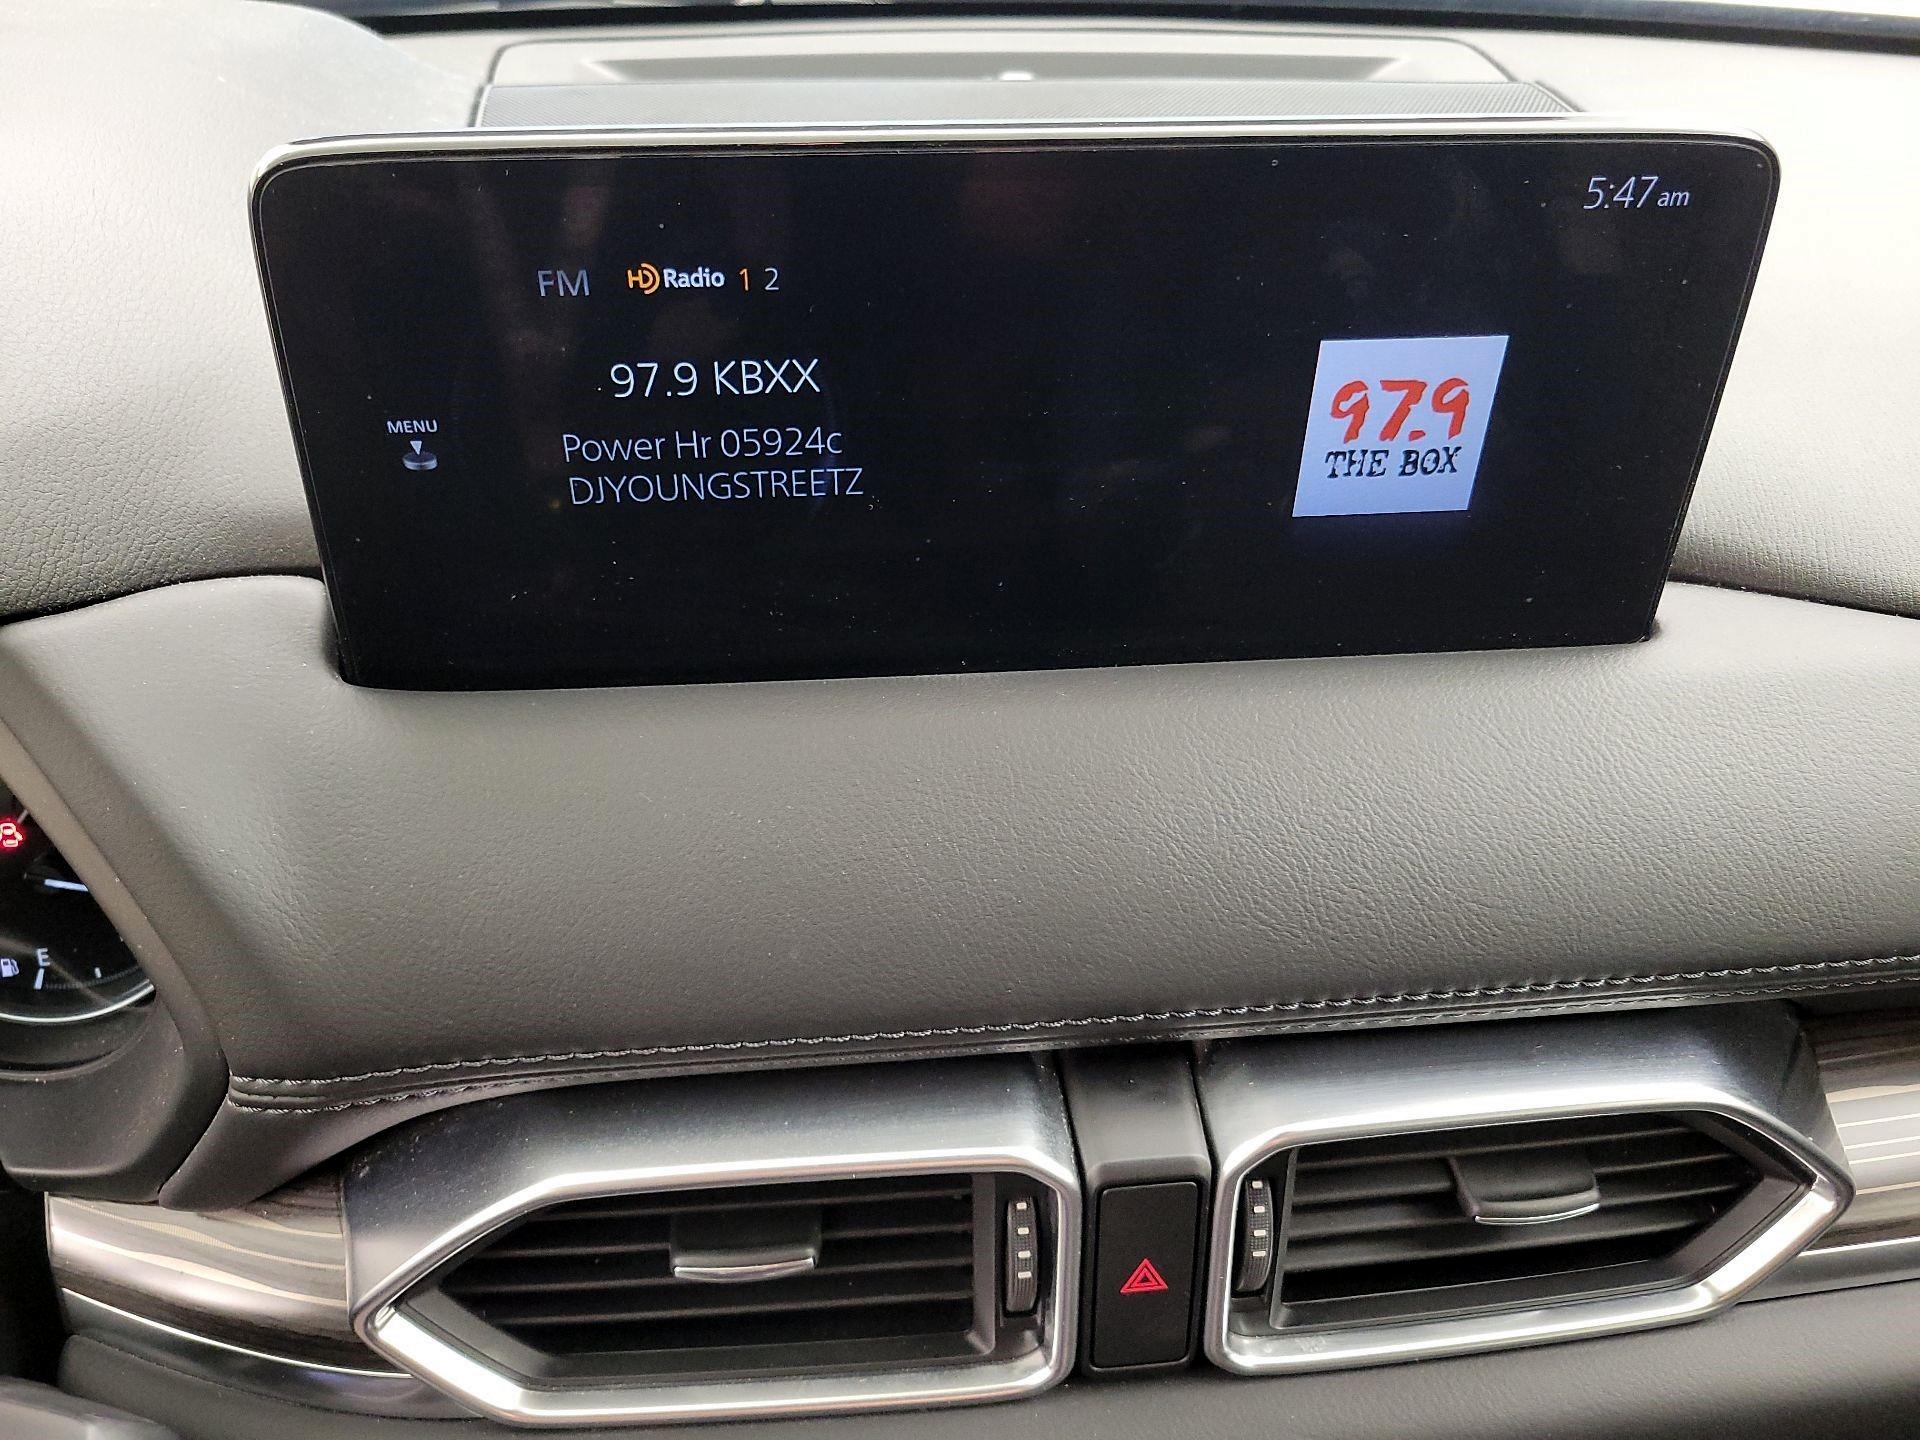 5:47 am
FM HD Radio 1 2
97.9 KBXX
MENU
Power Hr 05924c
DJYOUNGSTREETZ
97.9
THE BOX
E